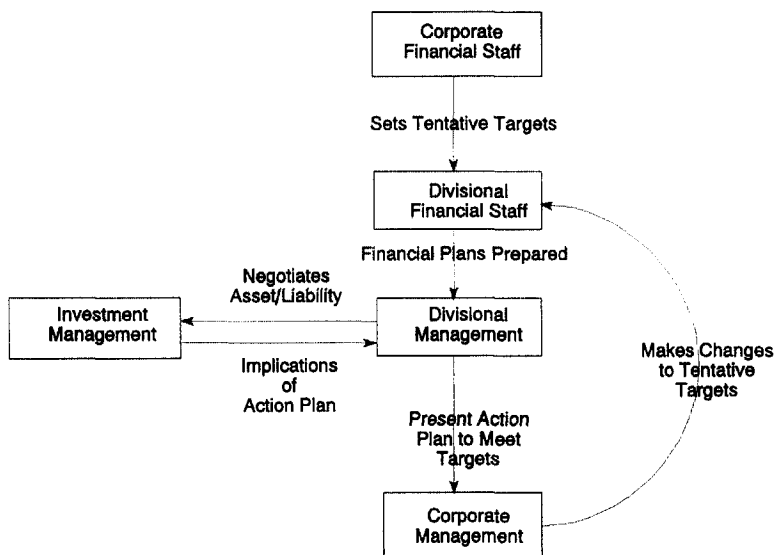 Corporate
Financial Staff
Sets Tentative Targets
Divisional
Financial Staff
Financial Plans Prepared
Negotiates
Asset/Liability
Investment
Management
Divisional
Management
Implications
of
Action Plan
Makes Changes
to Tentative
Targets
Present Action
Plan to Meet
Targets
Corporate
Management